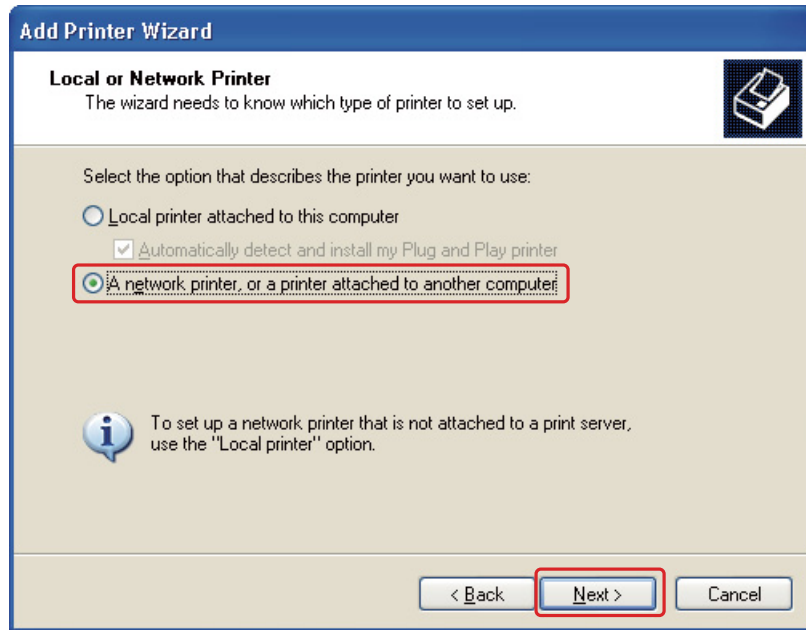 Add Printer Wizard
Local or Network Printer
The wizard needs to know which type of printer to set up.
Select the option that describes the printer you want to use:
Local printer attached to this computer
Automatically detect and install my Plug and Play printer
A network printer, or a printer attached to another computer
To set up a network printer that is not attached to a print server,
use the "Local printer" option.
< Back
Next >
Cancel